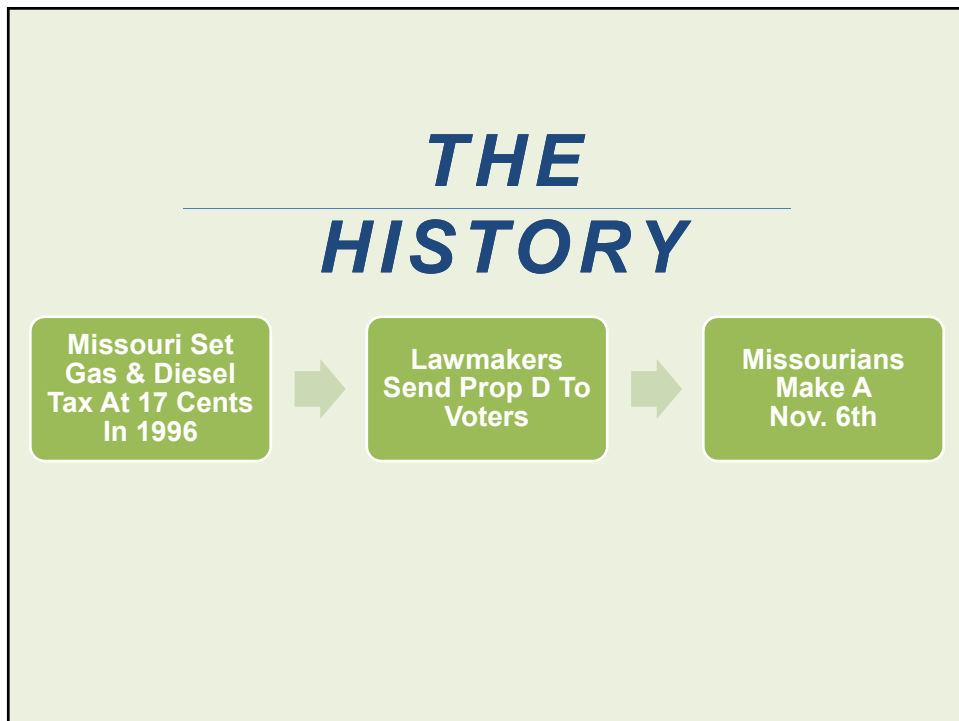 THE
HISTORY
Missouri Set
Gas & Diesel
Tax At 17 Cents
In 1996
Lawmakers
Send Prop D To
Voters
Missourians
Make A
Nov. 6th